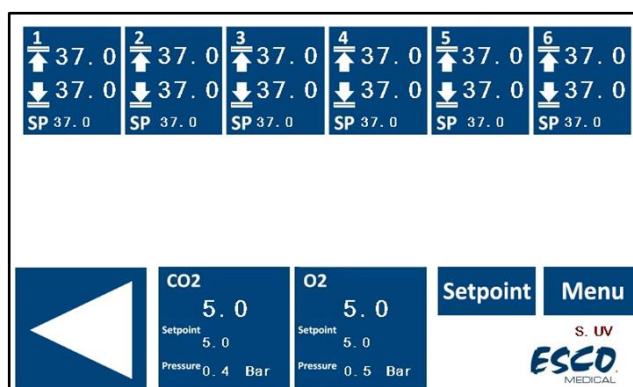 1 2 3 4 5 6
37.0 37.0 37.0 37.0 37.0 37.0
37.0 37.0 37.0 37.0 37.0 37.0
SP 37.0 SP 37.0 SP 37.0 SP 37.0 SP 37.0 SP 37.0
CO2
5.0
Setpoint
5.0
Pressure 0.4 Bar
O2
5.0
Setpoint
5.0
Pressure 0.5 Bar
Setpoint
Menu
S. UV
ESCO
MEDICAL